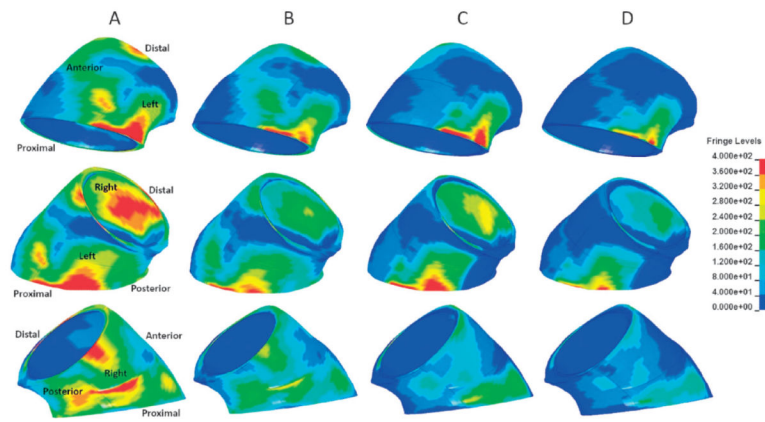 A B C D
Distal
Anterior
Left
Proximal
Fringe Levels
4.000e+02
3.600e+02
3.200e+02
2.800e+02
2.400e+02
2.000e+02
1.600e+02
1.200e+02
8.000e+01
4.000e+01
0.000e+00
Right
Distal
Left
Proximal
Posterior
Distal
Anterior
Right
Posterior
Proximal